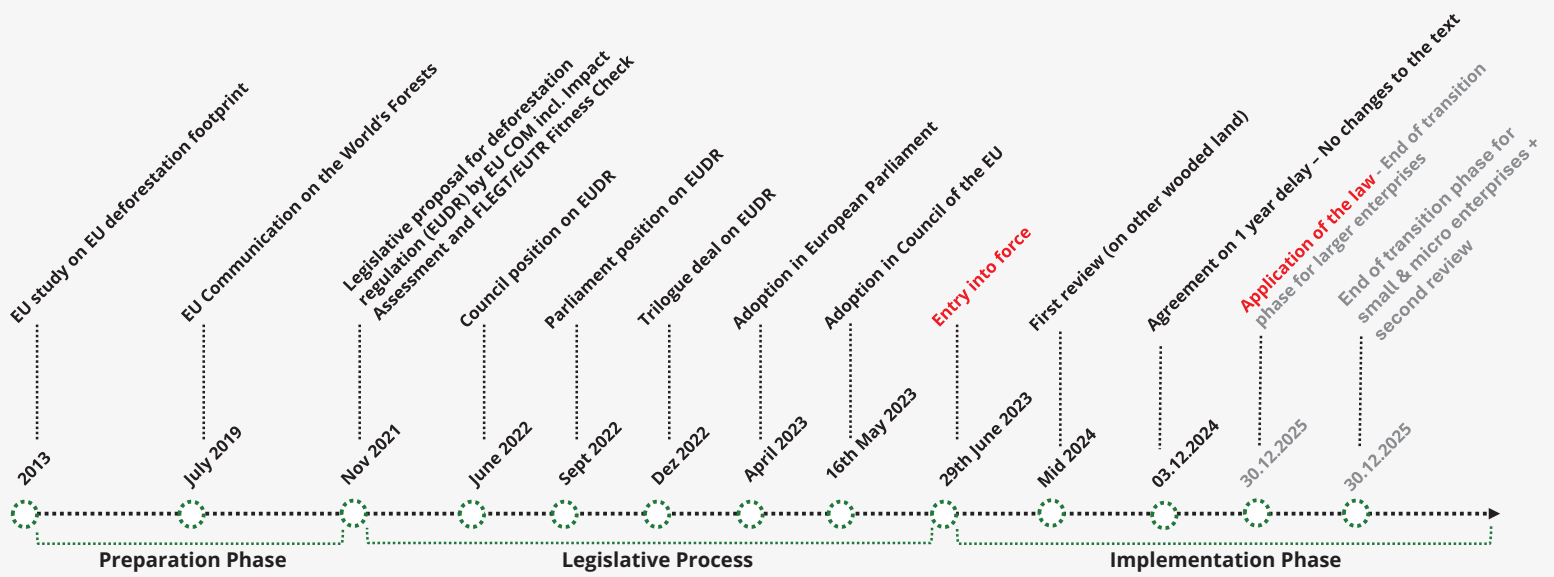 EU study on EU deforestation footprint
EU Communication on the World's Forests
Legislative proposal for deforestation
regulation (EUDR) by EU COM incl. Impact
Assessment and FLEGT/EUTR Fitness Check
Council position on EUDR
Parliament position on EUDR
Trilogue deal on EUDR
Adoption in European Parliament
Adoption in Council of the EU
Entry into force
First review (on other wooded land)
Agreement on 1 year delay – No changes to the text
Application of the law - End of transition
phase for larger enterprises
End of transition phase for
small & micro enterprises +
second review
2013
July 2019
Nov 2021
June 2022
Sept 2022
Dez 2022
April 2023
16th May 2023
29th June 2023
Mid 2024
03.12.2024
30.12.2025
30.12.2025
Preparation Phase
Legislative Process
Implementation Phase